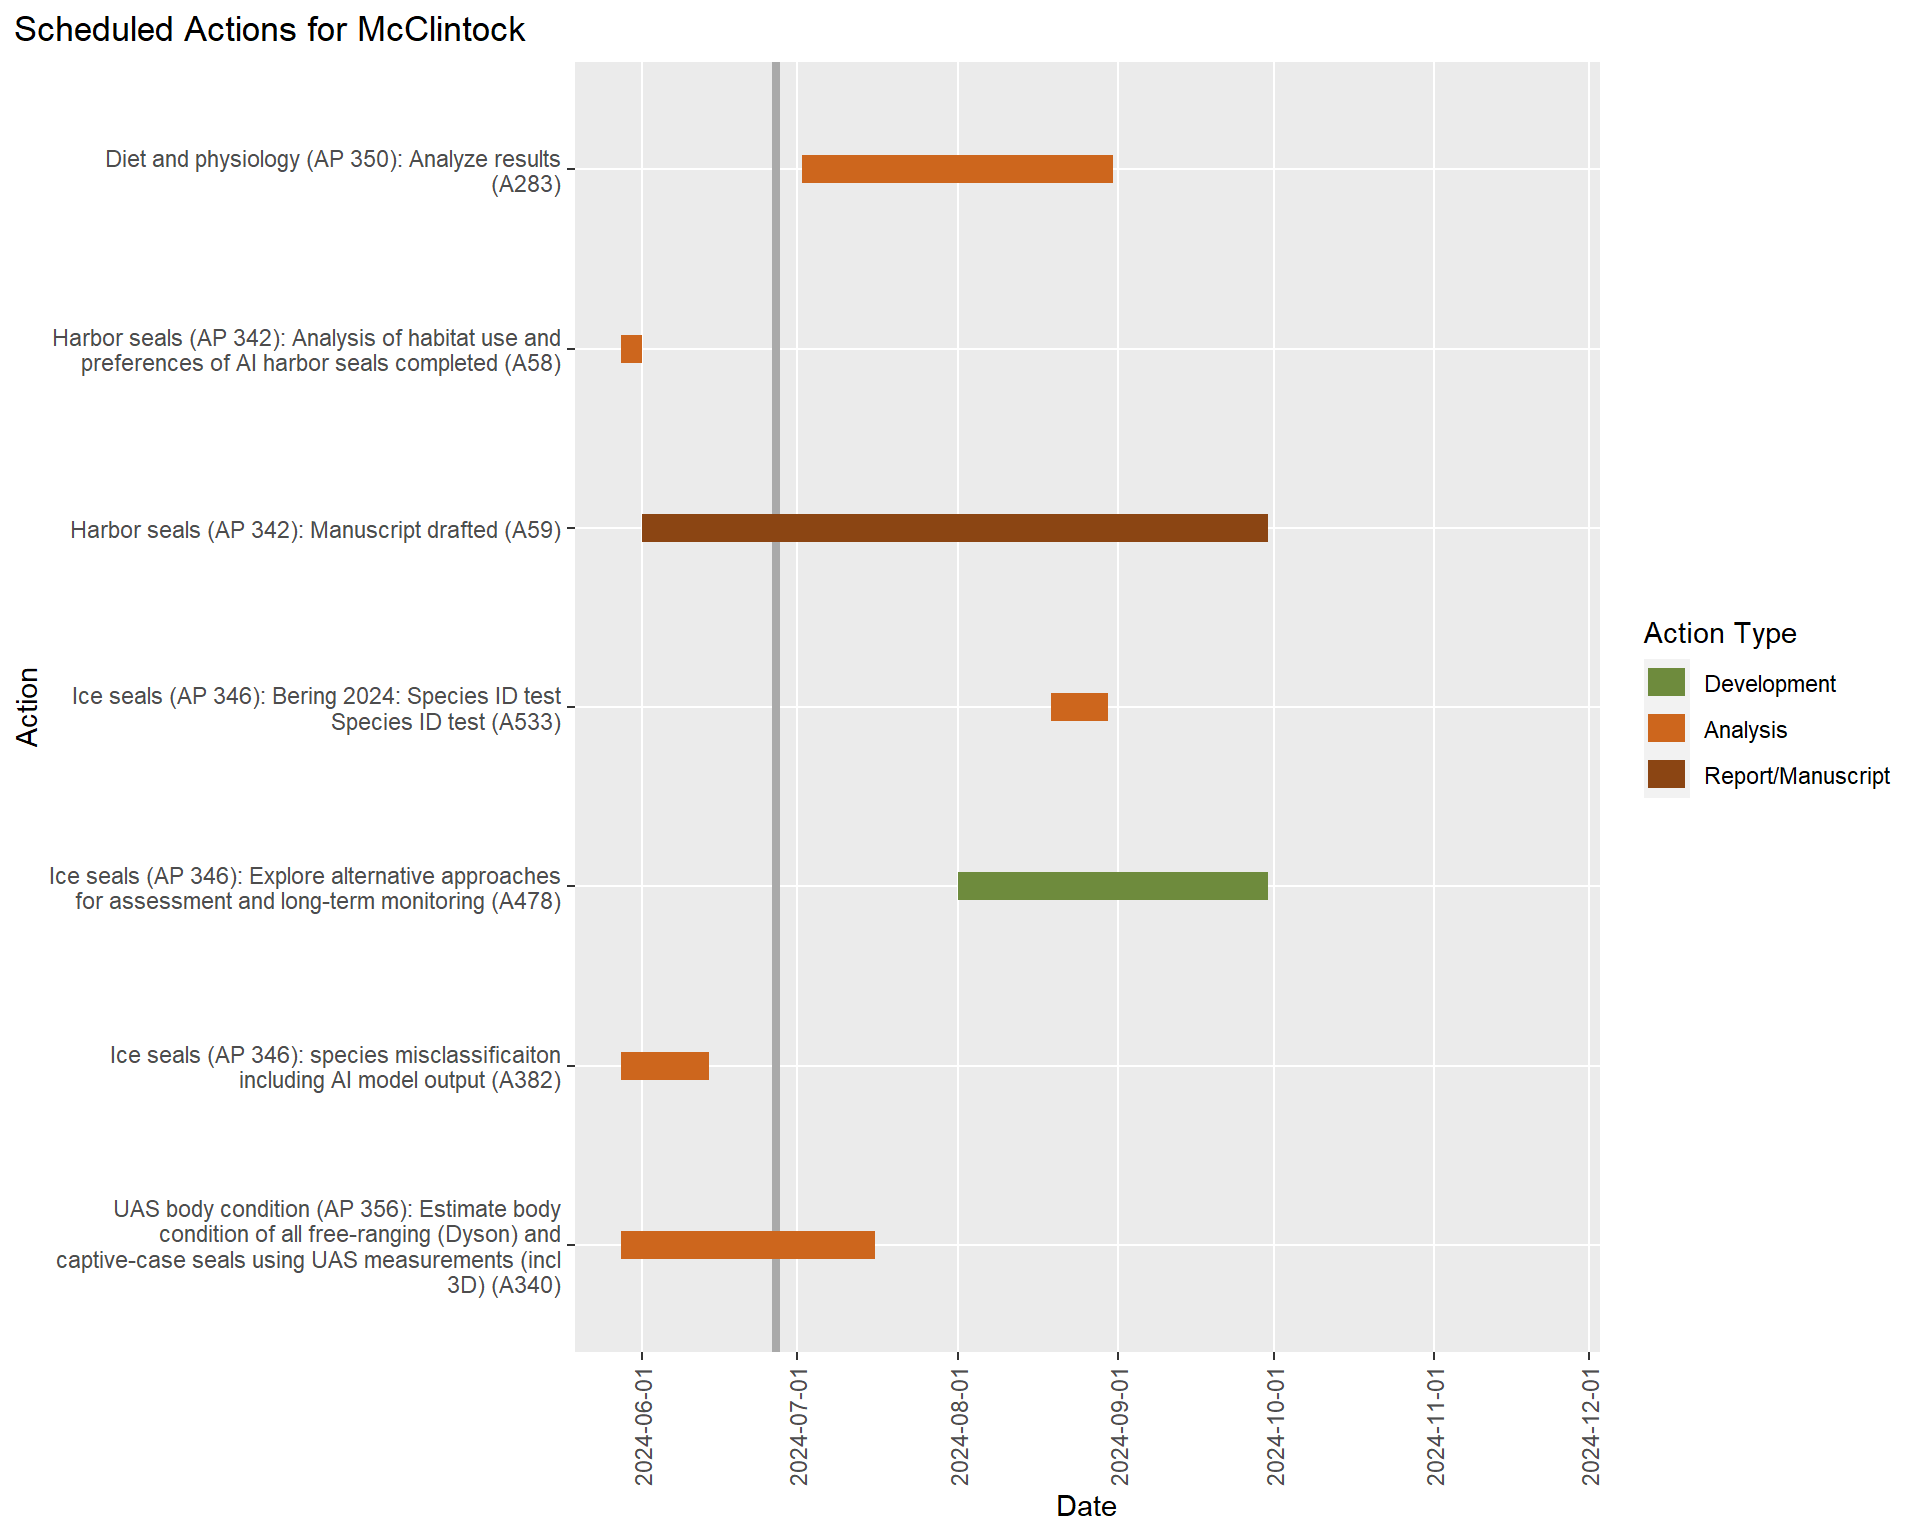 Scheduled Actions for McClintock
Diet and physiology (AP 350): Analyze results
(A283)
Harbor seals (AP 342): Analysis of habitat use and
preferences of AI harbor seals completed (A58)
Harbor seals (AP 342): Manuscript drafted (A59)
Ice seals (AP 346): Bering 2024: Species ID test
Species ID test (A533)
Ice seals (AP 346): Explore alternative approaches
for assessment and long-term monitoring (A478)
Ice seals (AP 346): species misclassificaiton
including AI model output (A382)
UAS body condition (AP 356): Estimate body
condition of all free-ranging (Dyson) and
captive-case seals using UAS measurements (incl
3D) (A340)
Action
2024-06-01
2024-07-01
2024-08-01
2024-09-01
2024-10-01
2024-11-01
2024-12-01
Date
Action Type
Development
Analysis
Report/Manuscript